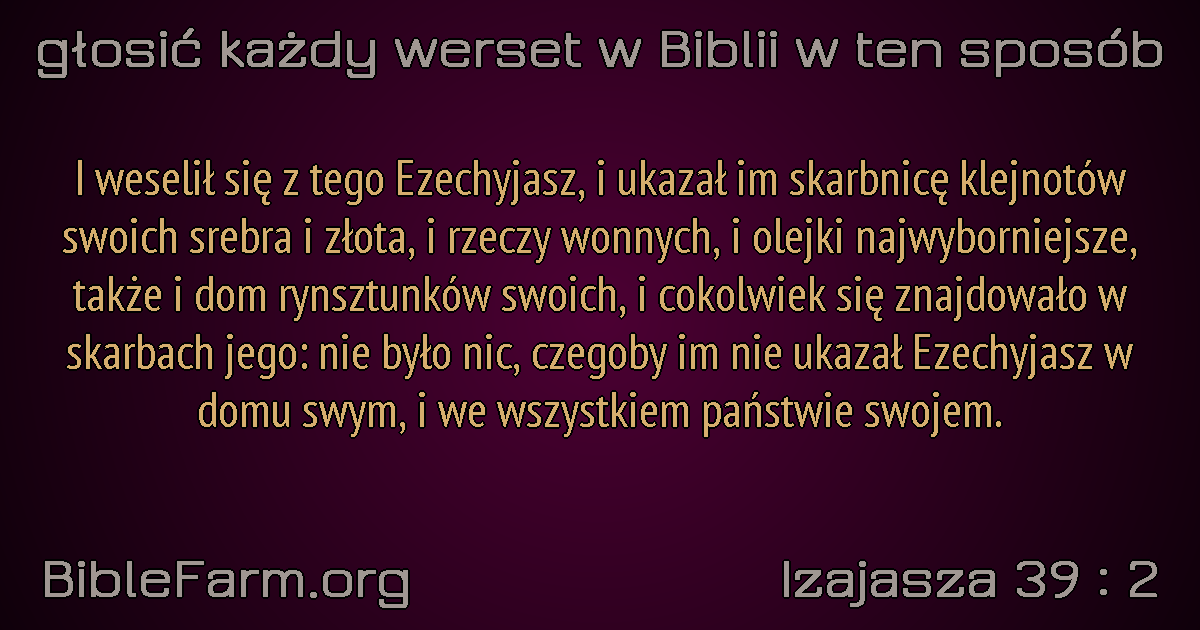 głosić każdy werset w Biblii w ten sposób
I weselił się z tego Ezechyjasz, i ukazał im skarbnicę klejnotów
swoich srebra i złota, i rzeczy wonnych, i olejki najwyborniejsze,
także i dom rynsztunków swoich, i cokolwiek się znajdowało w
skarbach jego: nie było nic, czegoby im nie ukazał Ezechyjasz w
domu swym, i we wszystkiem państwie swojem.
BibleFarm.org
Izajasza 39 : 2